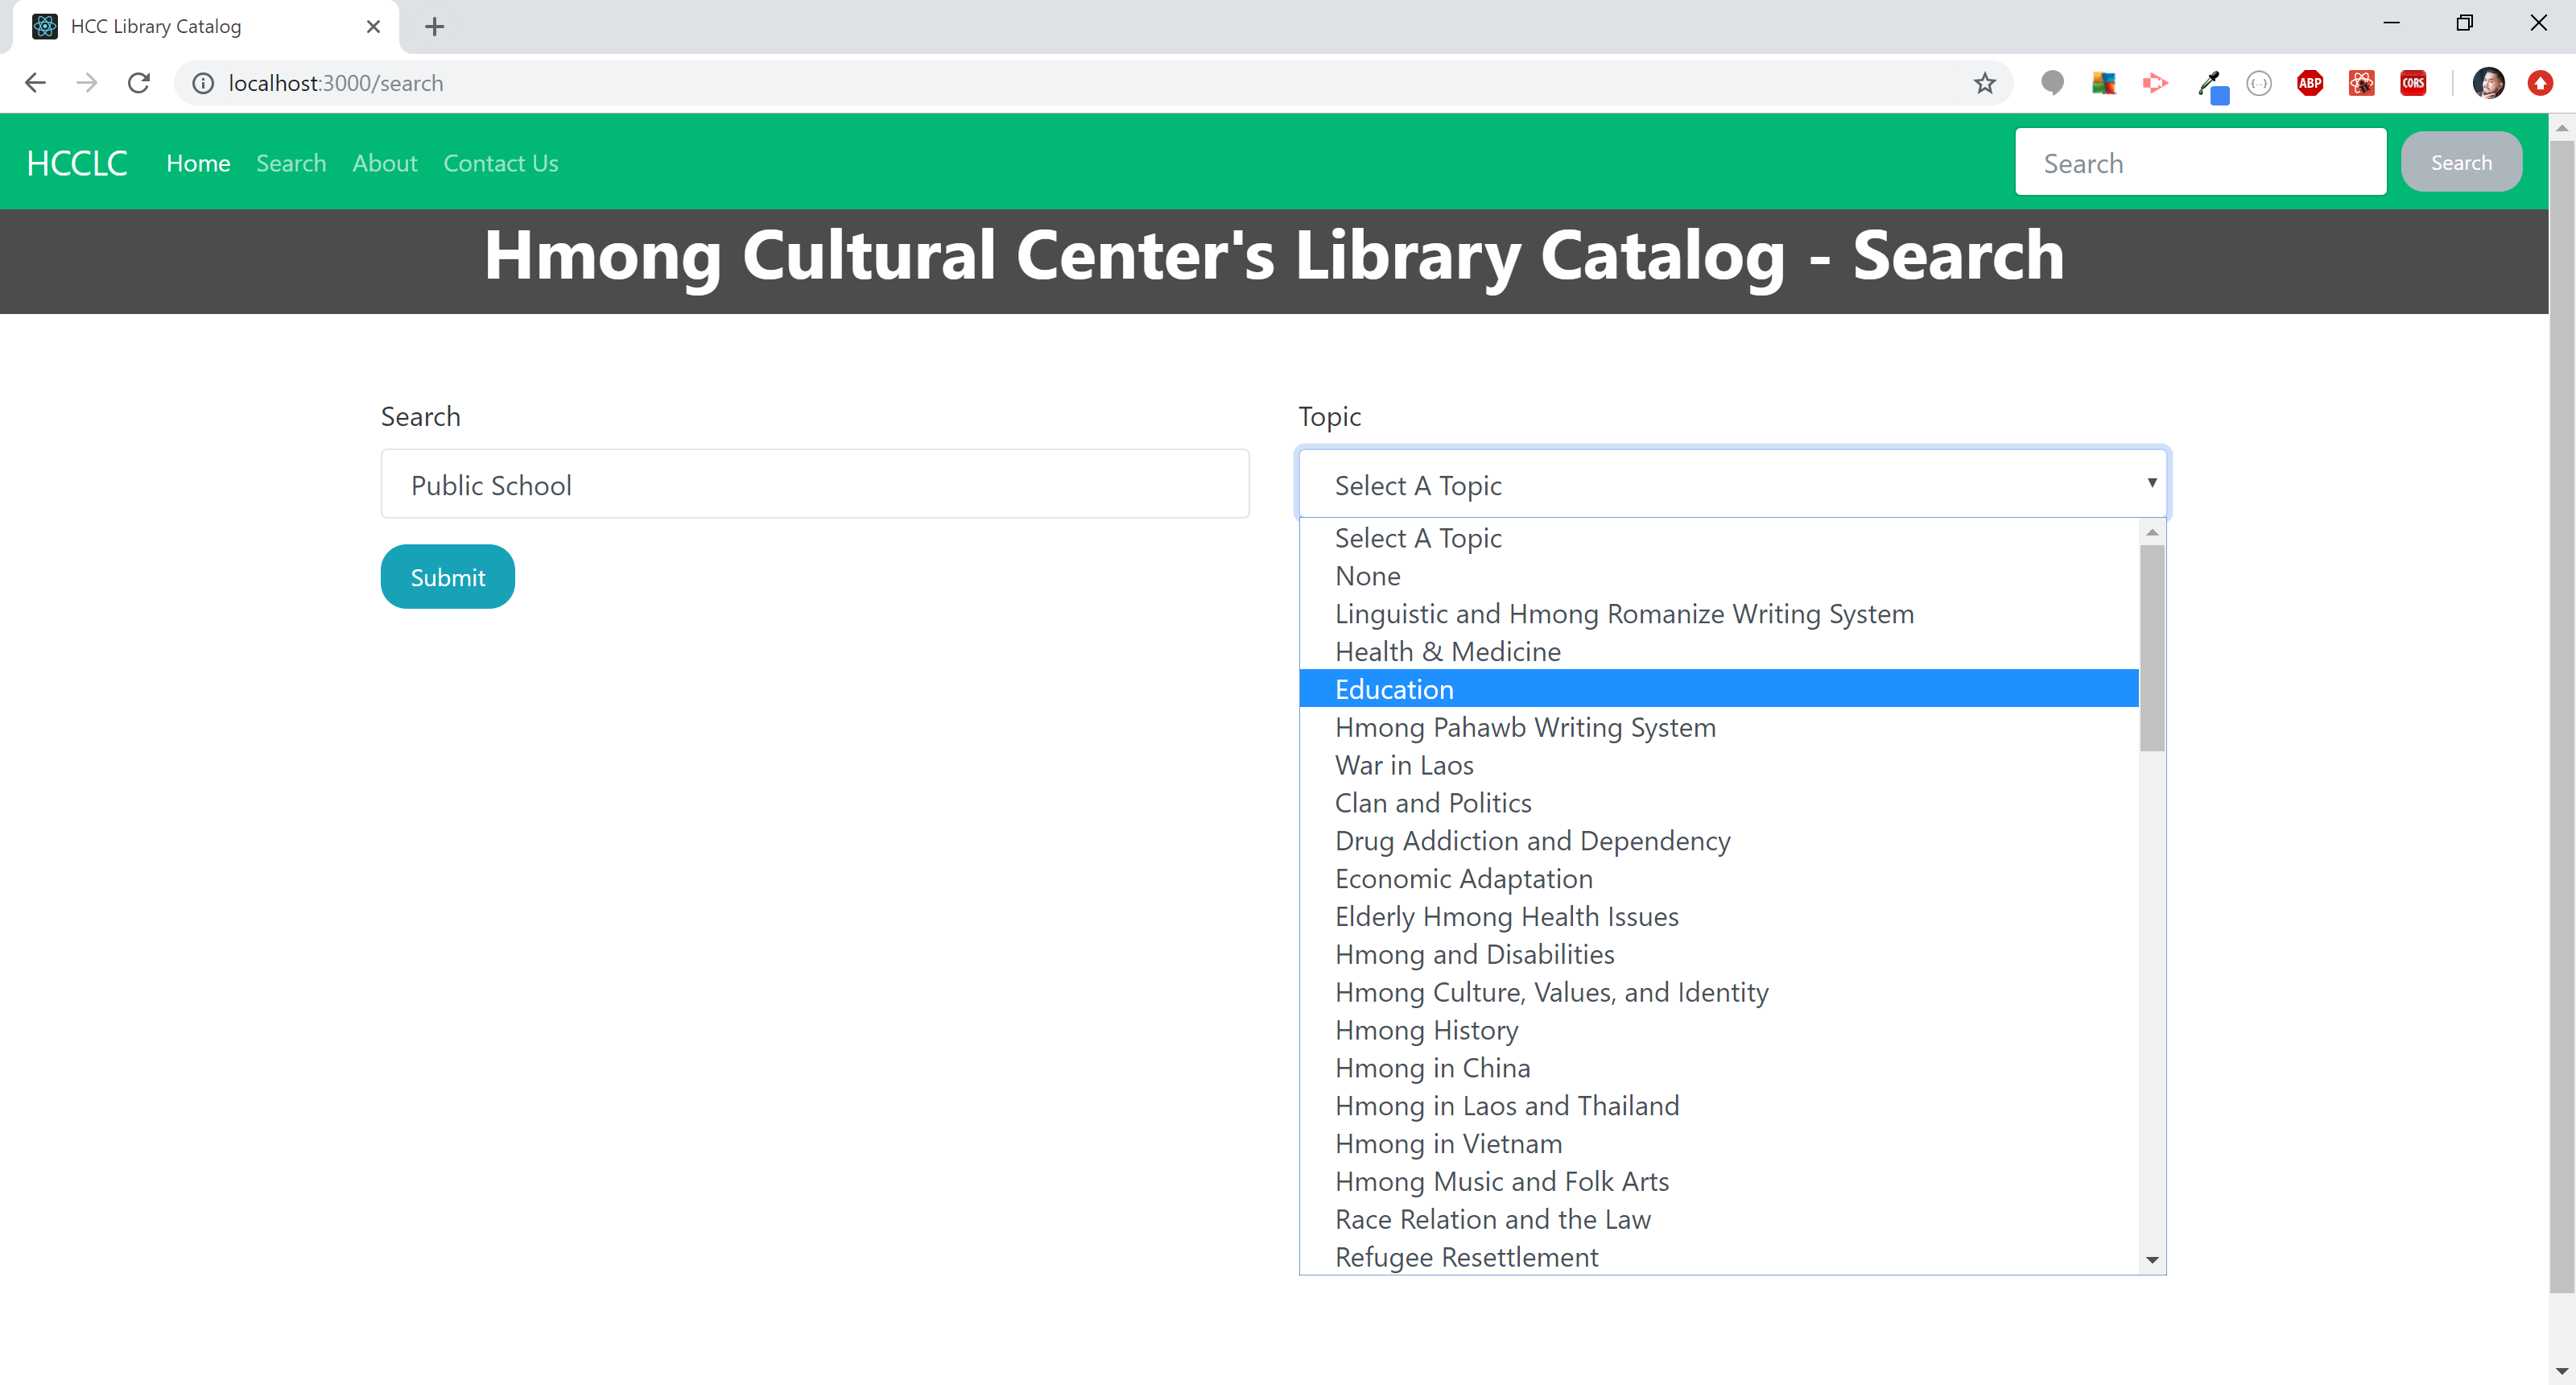 HCC Library Catalog
localhost:3000/search
ABP
CORS
HCCLC Home Search About Contact Us Search Search
Hmong Cultural Center's Library Catalog - Search
Search
Public School
Submit
Topic
Select A Topic
Select A Topic
None
Linguistic and Hmong Romanize Writing System
Health & Medicine
Education
Hmong Pahawb Writing System
War in Laos
Clan and Politics
Drug Addiction and Dependency
Economic Adaptation
Elderly Hmong Health Issues
Hmong and Disabilities
Hmong Culture, Values, and Identity
Hmong History
Hmong in China
Hmong in Laos and Thailand
Hmong in Vietnam
Hmong Music and Folk Arts
Race Relation and the Law
Refugee Resettlement